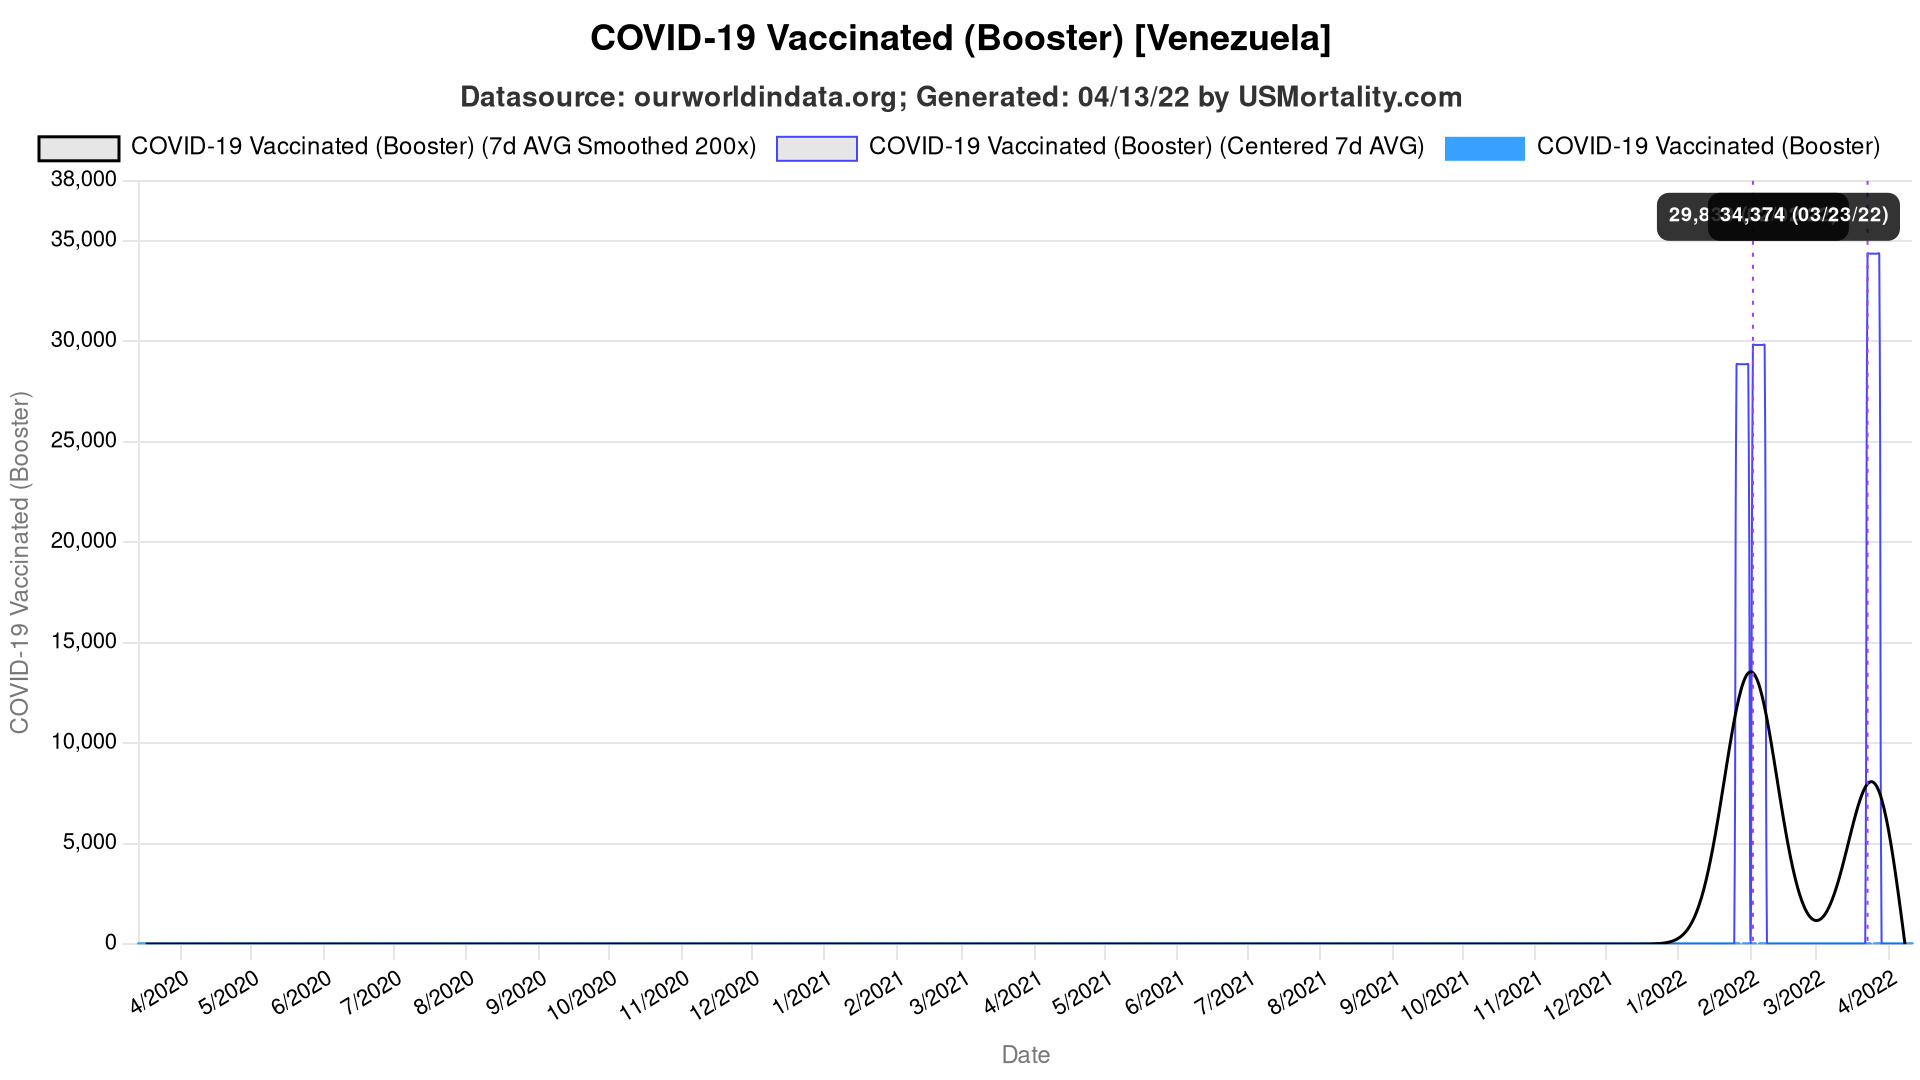 COVID-19 Vaccinated (Booster) [Venezuela]
Datasource: ourworldindata.org; Generated: 04/13/22 by USMortality.com
COVID-19 Vaccinated (Booster) (7d AVG Smoothed 200x) COVID-19 Vaccinated (Booster) (Centered 7d AVG) COVID-19 Vaccinated (Booster)
38,000
34,374 (03/23/22)
35,000
30,000
25,000
20,000
15,000
10,000
5,000
0
COVID-19 Vaccinated (Booster)
4/2020 5/2020 6/2020 7/2020 8/2020 9/2020 10/2020 11/2020 12/2020 1/2021 2/2021 3/2021 4/2021 5/2021 6/2021 7/2021 8/2021 9/2021 10/2021 11/2021 12/2021 1/2022 2/2022 3/2022 4/2022
Date